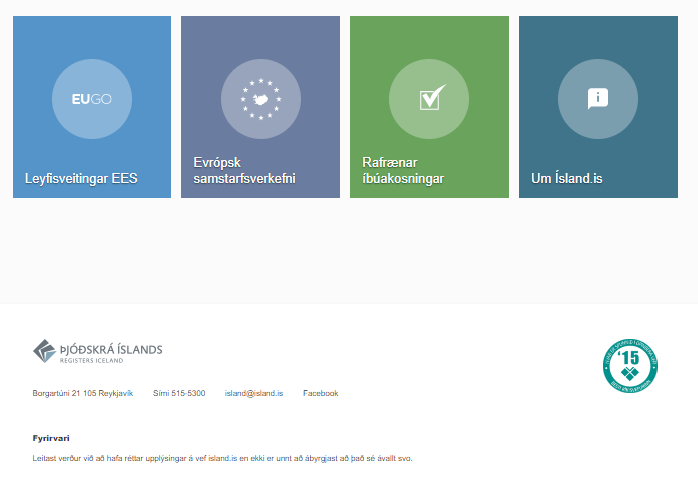 EUGO
Leyfisveitingar EES
Evrópsk
samstarfsverkefni
Rafrænar
íbúakosningar
Um Ísland.is
ÞJÓÐSKRÁ ÍSLANDS
REGISTERS ICELAND
'15
Borgartúni 21 105 Reykjavík
Sími 515-5300
island@island.is
Facebook
Fyrirvari
Leitast verður við að hafa réttar upplýsingar á vef island.is en ekki er unnt að ábyrgjast að það sé ávallt svo.